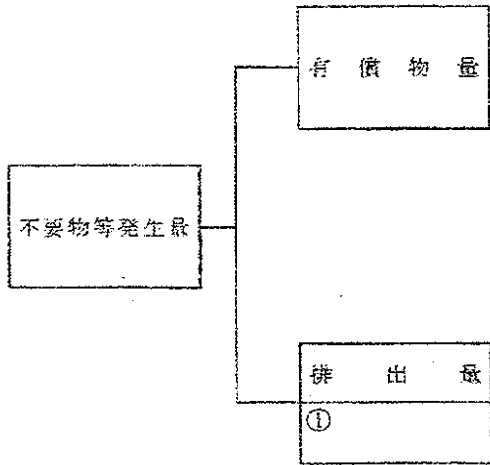 有償物量
不要物等発生量
排出量
①